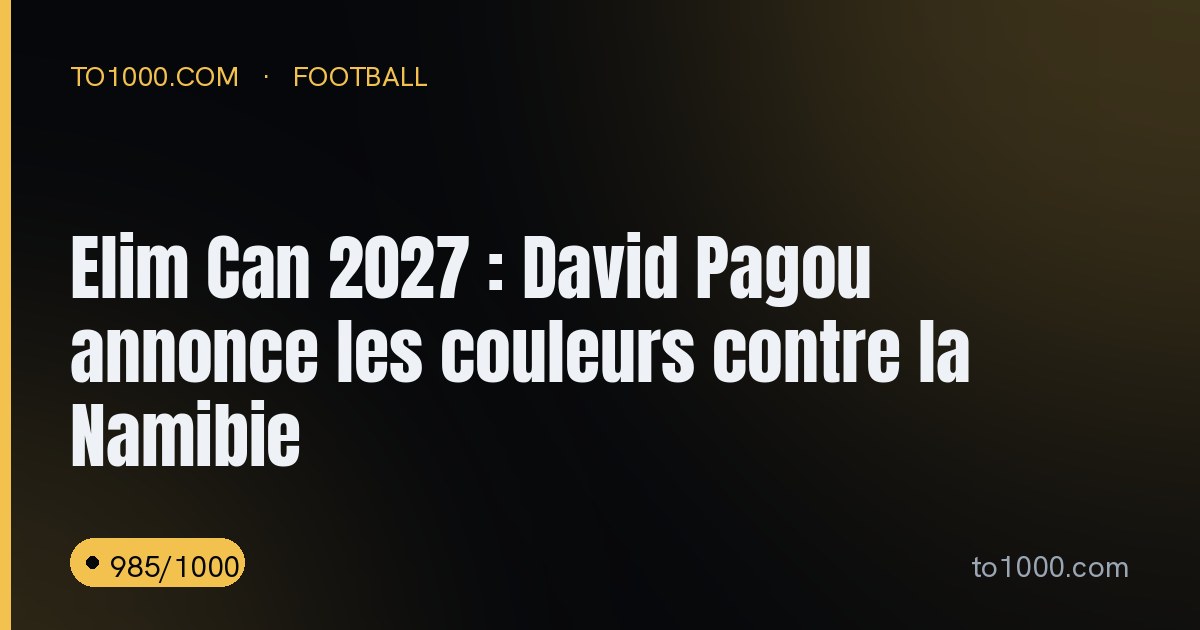 TO1000.COM · FOOTBALL
Elim Can 2027 : David Pagou
annonce les couleurs contre la
Namibie
985/1000
to1000.com